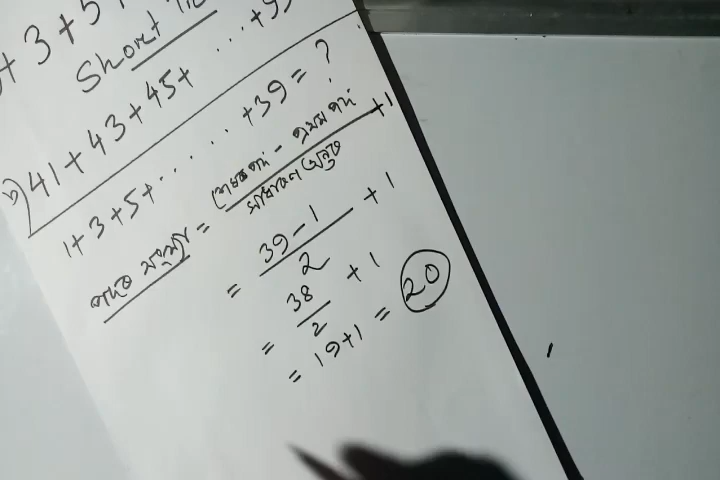 + 3 + 5
Short
b) 41 + 43 + 45 + ... + 99
1 + 3 + 5 + ...... + 39 = ?
পদের সংখ্যা = শেষ পদ - প্রথম পদ / সাধারণ অন্তর + 1
= 39 - 1 / 2 + 1
= 38 / 2 + 1
= 19 + 1 = 20